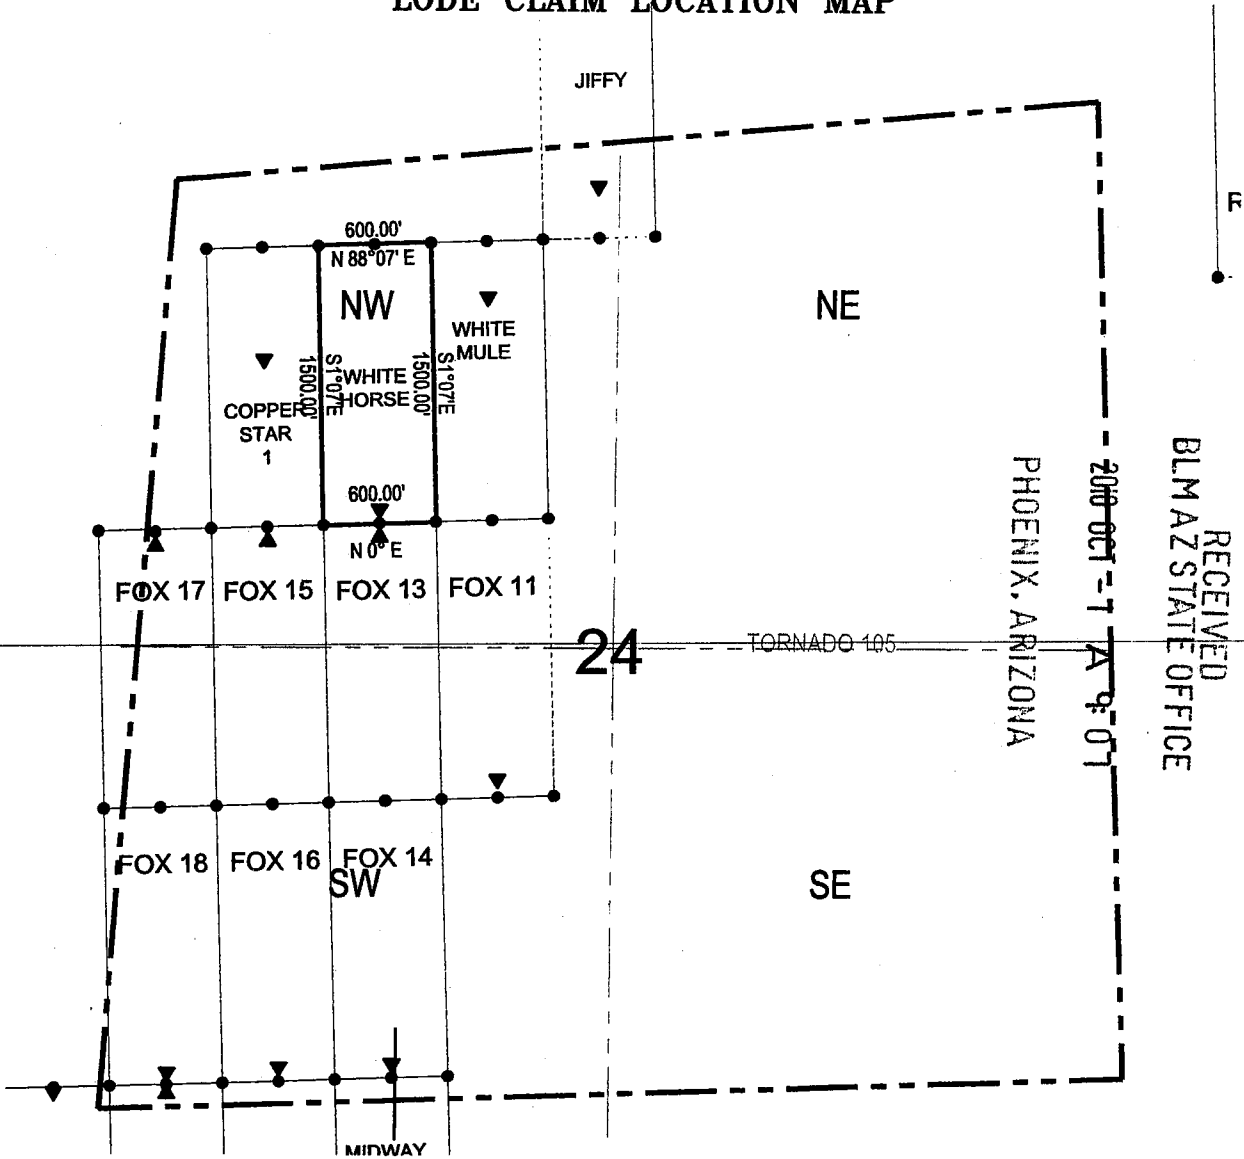 LODE CLAIM LOCATION MAP
JIFFY
600.00'
N 88°07' E
NW
NE
WHITE
MULE
1500.00'
S1°07'E
WHITE
HORSE
1500.00'
S1°07'E
COPPER
STAR
1
600.00'
N 0° E
FOX 17
FOX 15
FOX 13
FOX 11
24
TORNADO 105
FOX 18
FOX 16
FOX 14
SW
SE
MIDWAY
RECEIVED
BLM AZ STATE OFFICE
OCT
A 9: 07
PHOENIX, ARIZONA